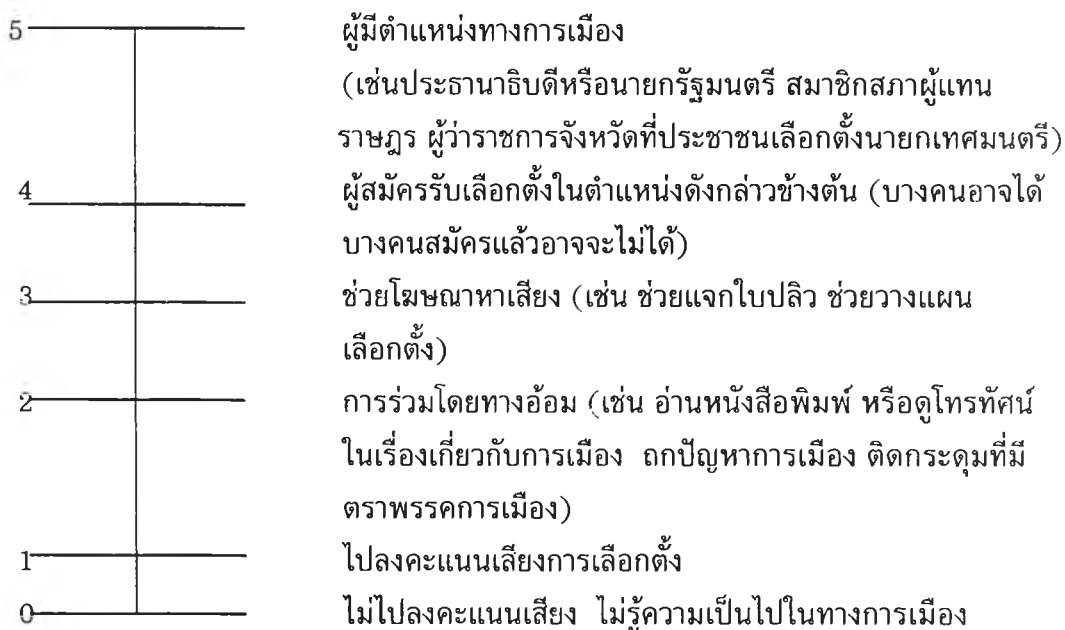 5 ผู้มีตำแหน่งทางการเมือง
(เช่นประธานาธิบดีหรือนายกรัฐมนตรี สมาชิกสภาผู้แทน
ราษฎร ผู้ว่าราชการจังหวัดที่ประชาชนเลือกตั้งนายกเทศมนตรี)
4 ผู้สมัครรับเลือกตั้งในตำแหน่งดังกล่าวข้างต้น (บางคนอาจได้
บางคนสมัครแล้วอาจจะไม่ได้)
3 ช่วยโฆษณาหาเสียง (เช่น ช่วยแจกใบปลิว ช่วยวางแผน
เลือกตั้ง)
2 การร่วมโดยทางอ้อม (เช่น อ่านหนังสือพิมพ์ หรือดูโทรทัศน์
ในเรื่องเกี่ยวกับการเมือง ถกปัญหาการเมือง ติดกระดุมที่มี
ตราพรรคการเมือง)
1 ไปลงคะแนนเสียงการเลือกตั้ง
0 ไม่ไปลงคะแนนเสียง ไม่รู้ความเป็นไปในทางการเมือง